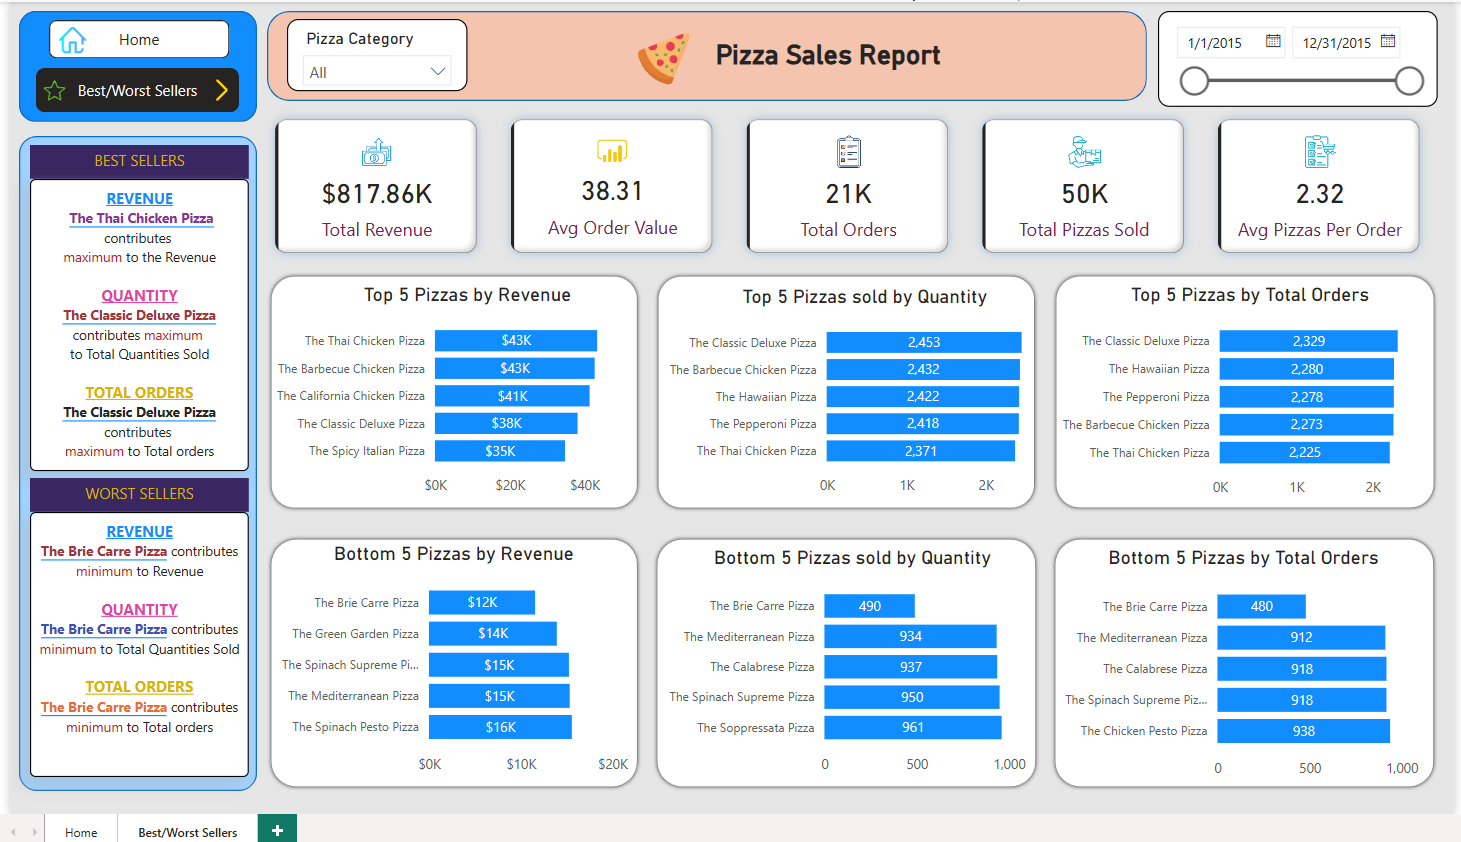 Home
Best/Worst Sellers
Pizza Category
All
Pizza Sales Report
1/1/2015
12/31/2015
BEST SELLERS
REVENUE
The Thai Chicken Pizza
contributes
maximum to the Revenue
QUANTITY
The Classic Deluxe Pizza
contributes maximum
to Total Quantities Sold
TOTAL ORDERS
The Classic Deluxe Pizza
contributes
maximum to Total orders
WORST SELLERS
REVENUE
The Brie Carre Pizza contributes
minimum to Revenue
QUANTITY
The Brie Carre Pizza contributes
minimum to Total Quantities Sold
TOTAL ORDERS
The Brie Carre Pizza contributes
minimum to Total orders
$817.86K
Total Revenue
38.31
Avg Order Value
21K
Total Orders
50K
Total Pizzas Sold
2.32
Avg Pizzas Per Order
Top 5 Pizzas by Revenue
The Thai Chicken Pizza $43K
The Barbecue Chicken Pizza $43K
The California Chicken Pizza $41K
The Classic Deluxe Pizza $38K
The Spicy Italian Pizza $35K
$0K $20K $40K
Top 5 Pizzas sold by Quantity
The Classic Deluxe Pizza 2,453
The Barbecue Chicken Pizza 2,432
The Hawaiian Pizza 2,422
The Pepperoni Pizza 2,418
The Thai Chicken Pizza 2,371
0K 1K 2K
Top 5 Pizzas by Total Orders
The Classic Deluxe Pizza 2,329
The Hawaiian Pizza 2,280
The Pepperoni Pizza 2,278
The Barbecue Chicken Pizza 2,273
The Thai Chicken Pizza 2,225
0K 1K 2K
Bottom 5 Pizzas by Revenue
The Brie Carre Pizza $12K
The Green Garden Pizza $14K
The Spinach Supreme Pi... $15K
The Mediterranean Pizza $15K
The Spinach Pesto Pizza $16K
$0K $10K $20K
Bottom 5 Pizzas sold by Quantity
The Brie Carre Pizza 490
The Mediterranean Pizza 934
The Calabrese Pizza 937
The Spinach Supreme Pizza 950
The Soppressata Pizza 961
0 500 1,000
Bottom 5 Pizzas by Total Orders
The Brie Carre Pizza 480
The Mediterranean Pizza 912
The Calabrese Pizza 918
The Spinach Supreme Piz... 918
The Chicken Pesto Pizza 938
0 500 1,000
Home
Best/Worst Sellers